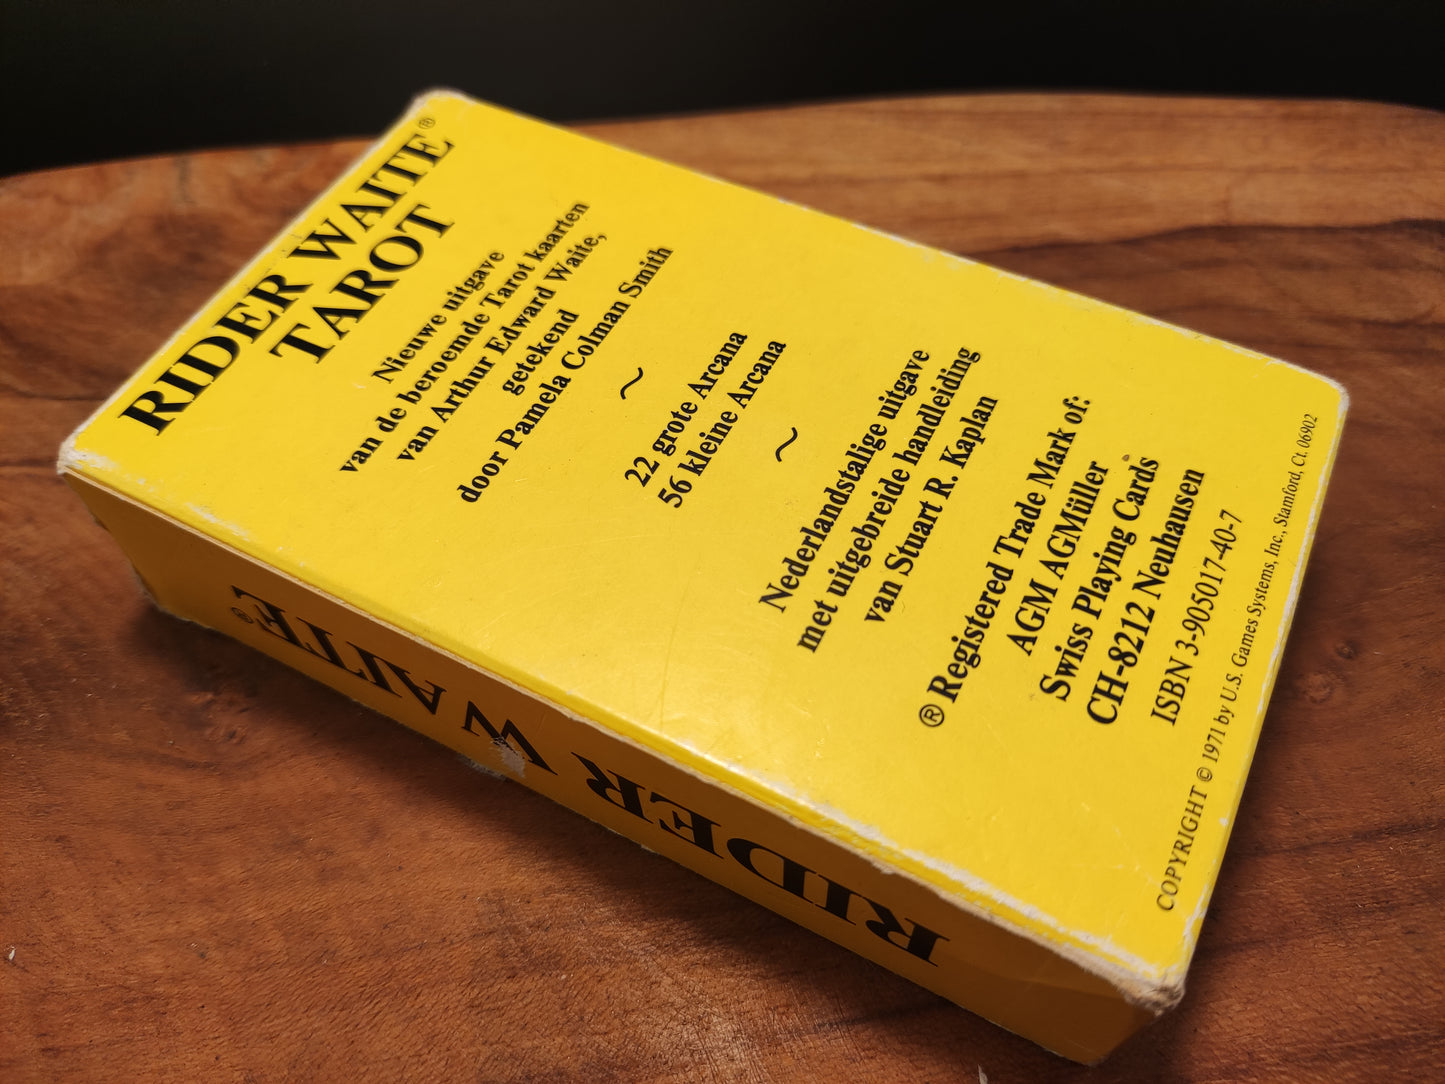 RIDER WAITE®
TAROT
Nieuwe uitgave
van de beroemde Tarot kaarten
van Arthur Edward Waite,
getekend
door Pamela Colman Smith
~
22 grote Arcana
56 kleine Arcana
~
Nederlandstalige uitgave
met uitgebreide handleiding
van Stuart R. Kaplan
® Registered Trade Mark of:
AGM AGMüller
Swiss Playing Cards
CH-8212 Neuhausen
ISBN 3-905017-40-7
COPYRIGHT © 1971 by U.S. Games Systems, Inc., Stamford, Ct. 06902
RIDER WAITE®